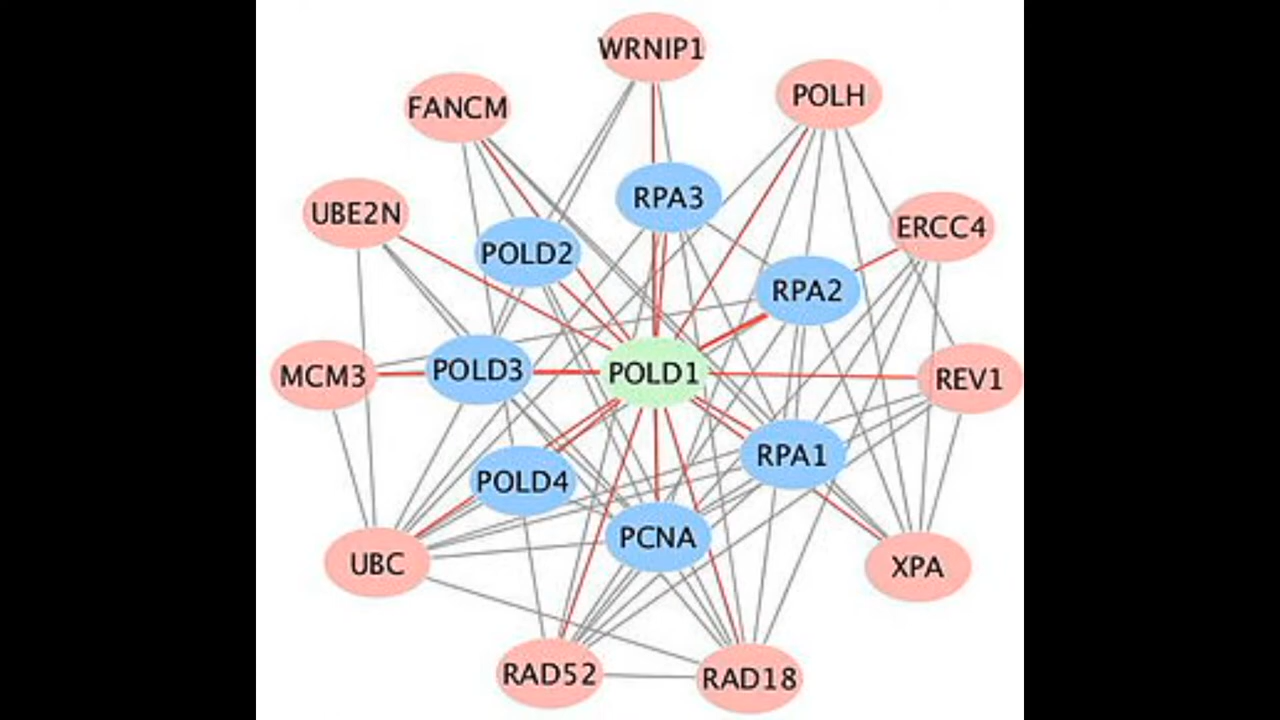 WRNIP1
POLH
FANCM
RPA3
UBE2N
ERCC4
POLD2
RPA2
MCM3
POLD3
POLD1
REV1
RPA1
POLD4
PCNA
UBC
XPA
RAD52
RAD18